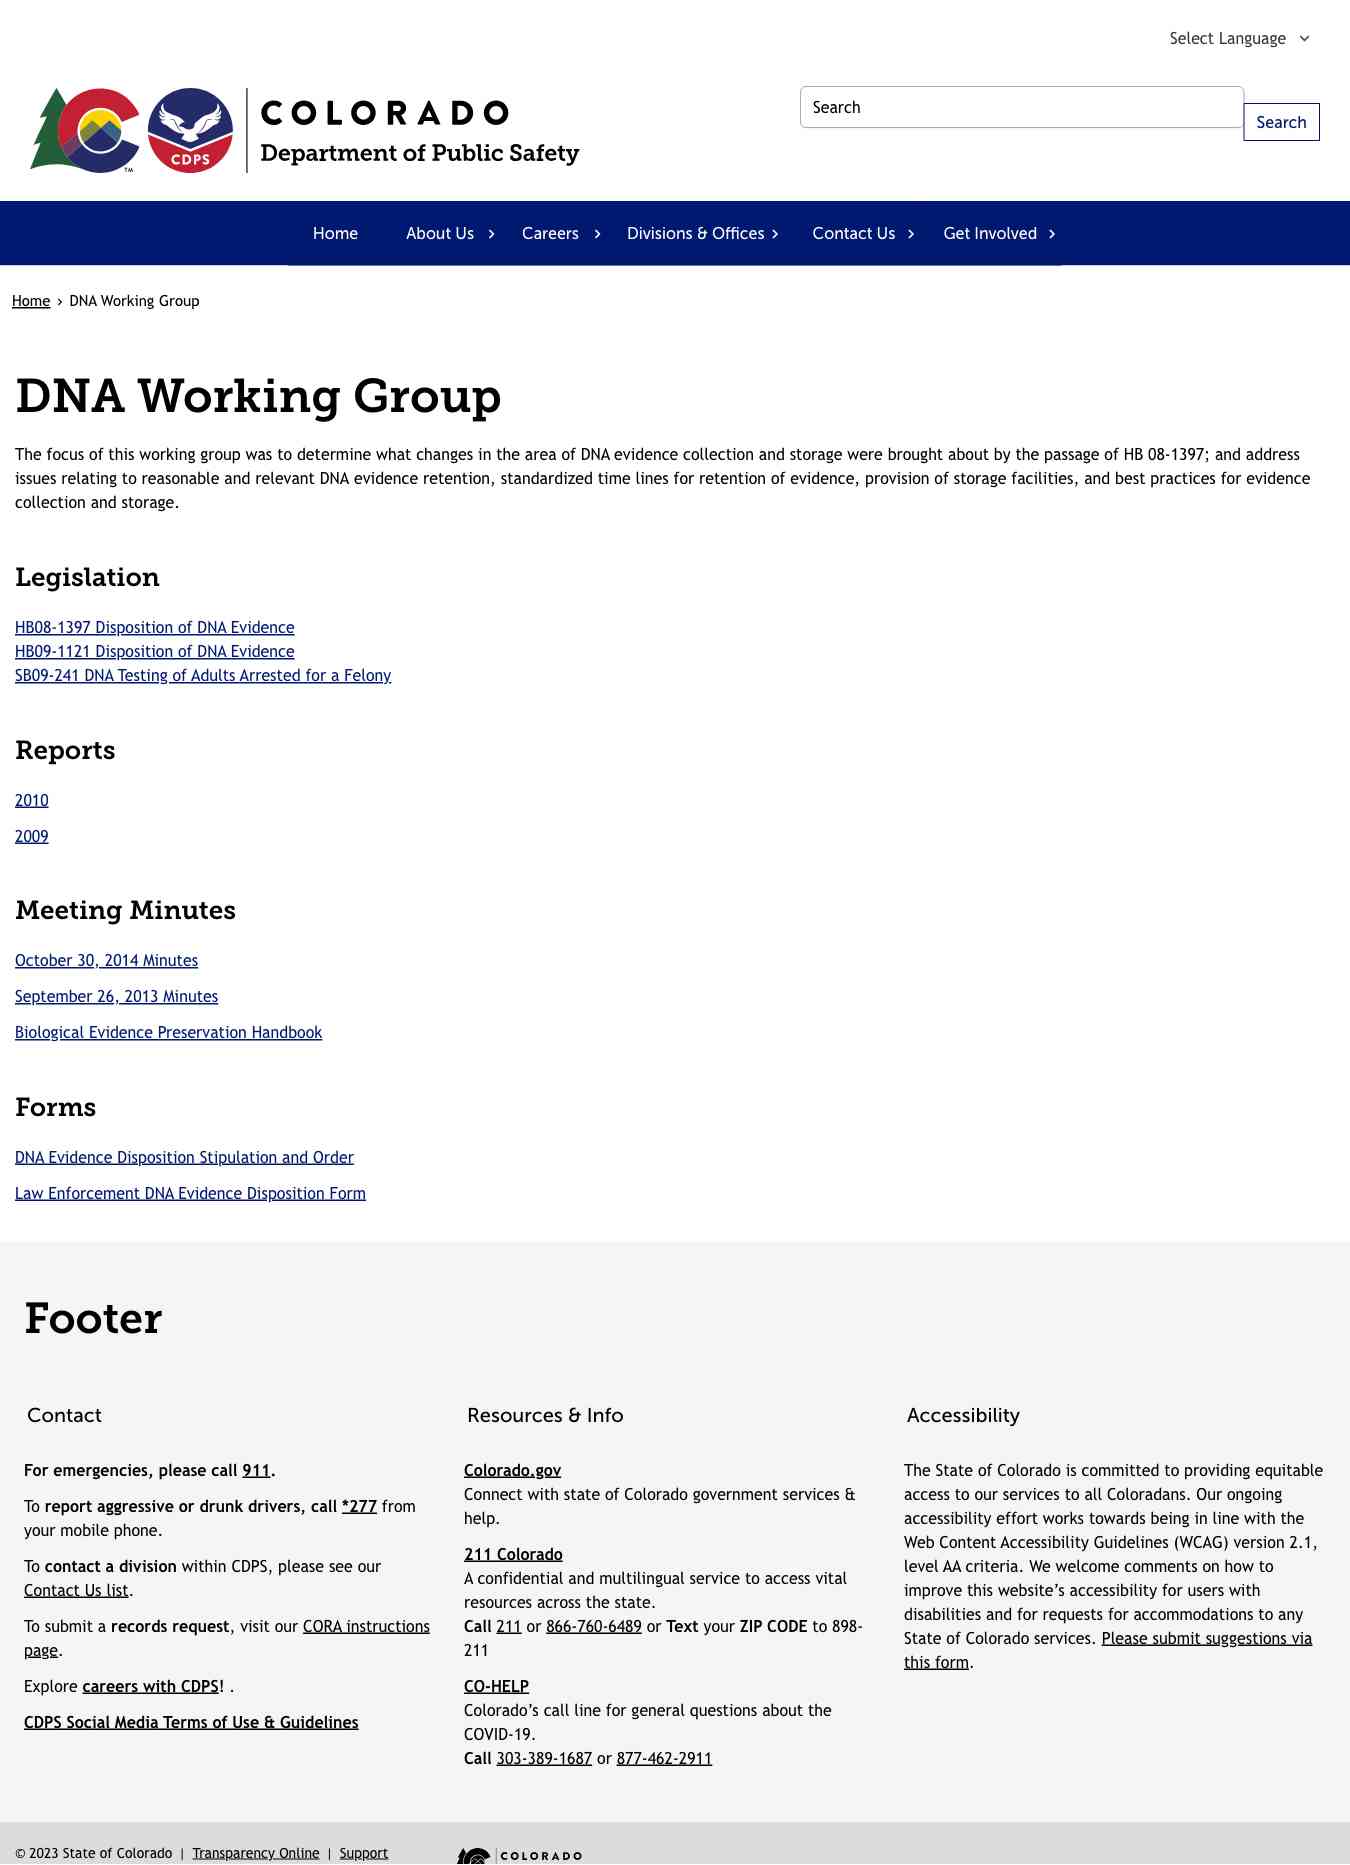 Select Language
COLORADO
Department of Public Safety
CDPS
TM
Search
Search
Home About Us Careers Divisions & Offices Contact Us Get Involved
Home › DNA Working Group
DNA Working Group
The focus of this working group was to determine what changes in the area of DNA evidence collection and storage were brought about by the passage of HB 08-1397; and address
issues relating to reasonable and relevant DNA evidence retention, standardized time lines for retention of evidence, provision of storage facilities, and best practices for evidence
collection and storage.
Legislation
HB08-1397 Disposition of DNA Evidence
HB09-1121 Disposition of DNA Evidence
SB09-241 DNA Testing of Adults Arrested for a Felony
Reports
2010
2009
Meeting Minutes
October 30, 2014 Minutes
September 26, 2013 Minutes
Biological Evidence Preservation Handbook
Forms
DNA Evidence Disposition Stipulation and Order
Law Enforcement DNA Evidence Disposition Form
Footer
Contact
For emergencies, please call 911.
To report aggressive or drunk drivers, call *277 from
your mobile phone.
To contact a division within CDPS, please see our
Contact Us list.
To submit a records request, visit our CORA instructions
page.
Explore careers with CDPS! .
CDPS Social Media Terms of Use & Guidelines
Resources & Info
Colorado.gov
Connect with state of Colorado government services &
help.
211 Colorado
A confidential and multilingual service to access vital
resources across the state.
Call 211 or 866-760-6489 or Text your ZIP CODE to 898-
211
CO-HELP
Colorado’s call line for general questions about the
COVID-19.
Call 303-389-1687 or 877-462-2911
Accessibility
The State of Colorado is committed to providing equitable
access to our services to all Coloradans. Our ongoing
accessibility effort works towards being in line with the
Web Content Accessibility Guidelines (WCAG) version 2.1,
level AA criteria. We welcome comments on how to
improve this website’s accessibility for users with
disabilities and for requests for accommodations to any
State of Colorado services. Please submit suggestions via
this form.
© 2023 State of Colorado | Transparency Online | Support
COLORADO